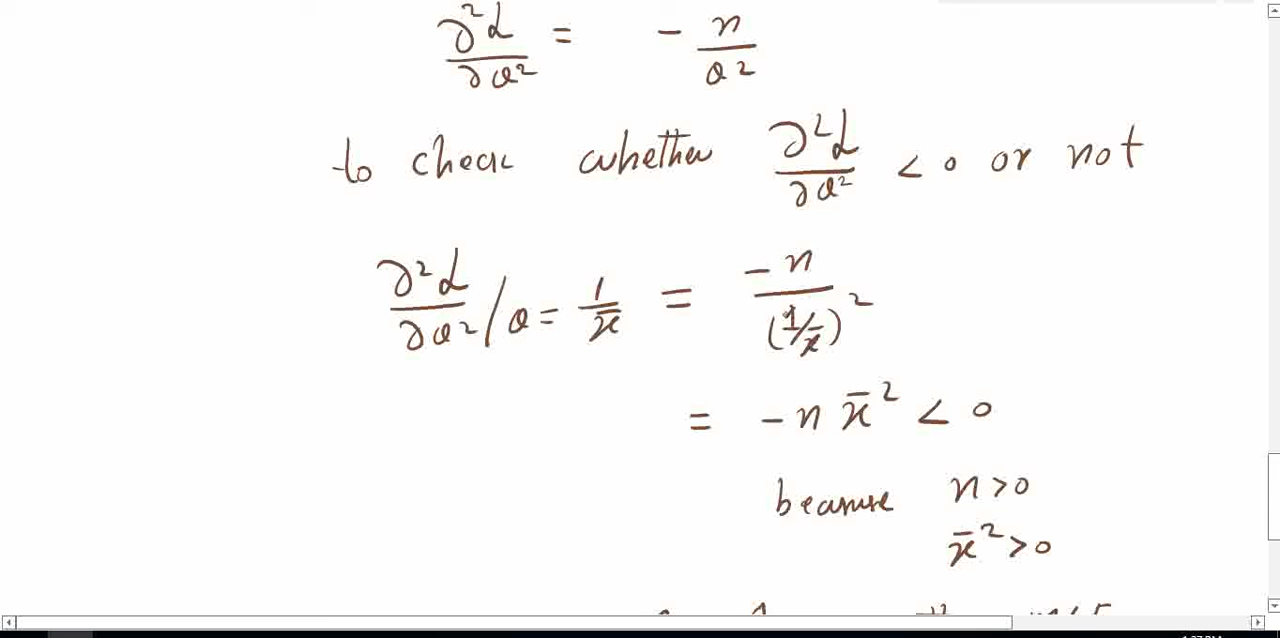 ∂²L/∂θ² = - n/θ²
to check whether ∂²L/∂θ² < 0 or not
∂²L/∂θ² / θ = 1/x̄ = -n/(1/x̄)²
= -n x̄² < 0
because n > 0
x̄² > 0